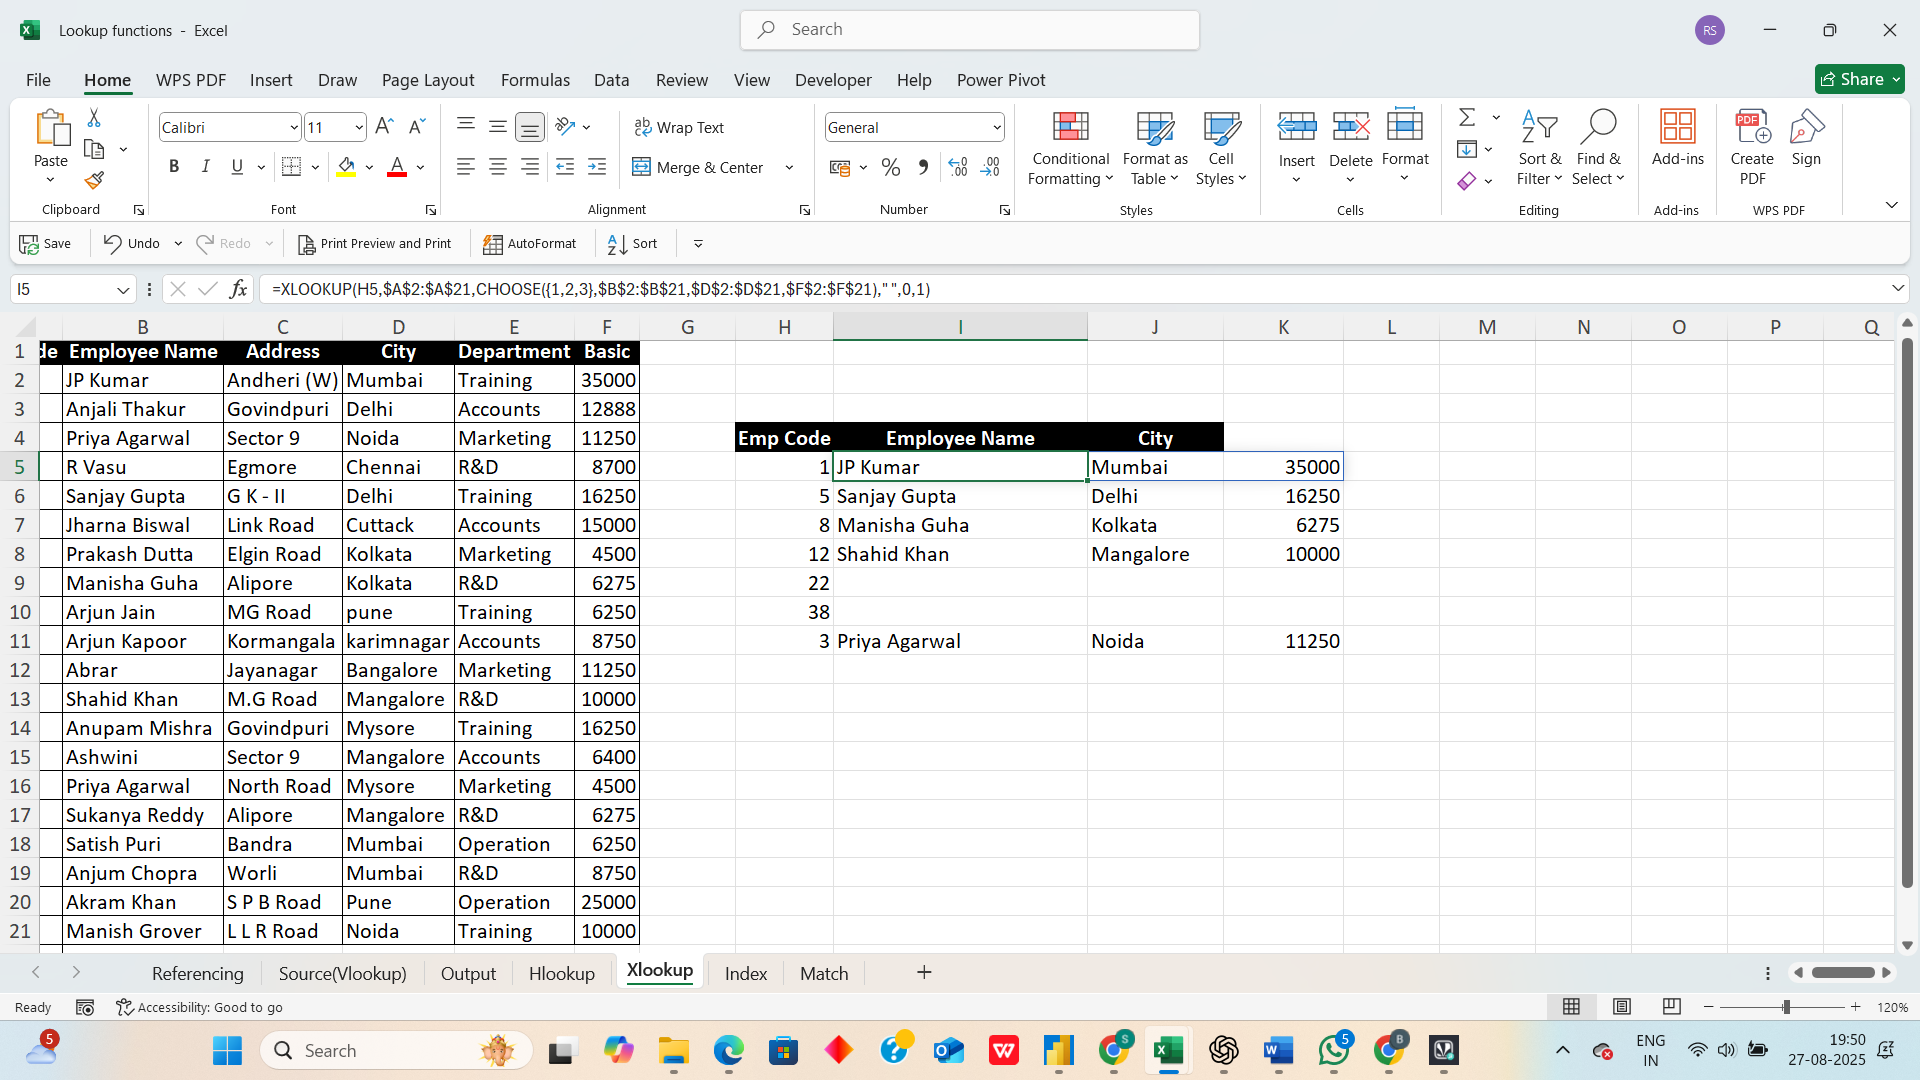 Lookup functions - Excel
Search
RS
File Home WPS PDF Insert Draw Page Layout Formulas Data Review View Developer Help Power Pivot
Share
Paste
Clipboard
Calibri 11
B I U
Font
Wrap Text
Merge & Center
Alignment
General
Number
Conditional Formatting
Format as Table
Cell Styles
Styles
Insert Delete Format
Cells
Sort & Filter
Find & Select
Editing
Add-ins
Add-ins
Create PDF
Sign
WPS PDF
Save Undo Redo Print Preview and Print AutoFormat Sort
I5 fx =XLOOKUP(H5,$A$2:$A$21,CHOOSE({1,2,3},$B$2:$B$21,$D$2:$D$21,$F$2:$F$21)," ",0,1)
B C D E F G H I J K L M N O P Q
1 de Employee Name Address City Department Basic
2 JP Kumar Andheri (W) Mumbai Training 35000
3 Anjali Thakur Govindpuri Delhi Accounts 12888
4 Priya Agarwal Sector 9 Noida Marketing 11250 Emp Code Employee Name City
5 R Vasu Egmore Chennai R&D 8700 1 JP Kumar Mumbai 35000
6 Sanjay Gupta G K - II Delhi Training 16250 5 Sanjay Gupta Delhi 16250
7 Jharna Biswal Link Road Cuttack Accounts 15000 8 Manisha Guha Kolkata 6275
8 Prakash Dutta Elgin Road Kolkata Marketing 4500 12 Shahid Khan Mangalore 10000
9 Manisha Guha Alipore Kolkata R&D 6275 22
10 Arjun Jain MG Road pune Training 6250 38
11 Arjun Kapoor Kormangala karimnagar Accounts 8750 3 Priya Agarwal Noida 11250
12 Abrar Jayanagar Bangalore Marketing 11250
13 Shahid Khan M.G Road Mangalore R&D 10000
14 Anupam Mishra Govindpuri Mysore Training 16250
15 Ashwini Sector 9 Mangalore Accounts 6400
16 Priya Agarwal North Road Mysore Marketing 4500
17 Sukanya Reddy Alipore Mangalore R&D 6275
18 Satish Puri Bandra Mumbai Operation 6250
19 Anjum Chopra Worli Mumbai R&D 8750
20 Akram Khan S P B Road Pune Operation 25000
21 Manish Grover L L R Road Noida Training 10000
Referencing Source(Vlookup) Output Hlookup Xlookup Index Match
Ready Accessibility: Good to go 120%
5 Search S 5 B ENG IN 19:50 27-08-2025